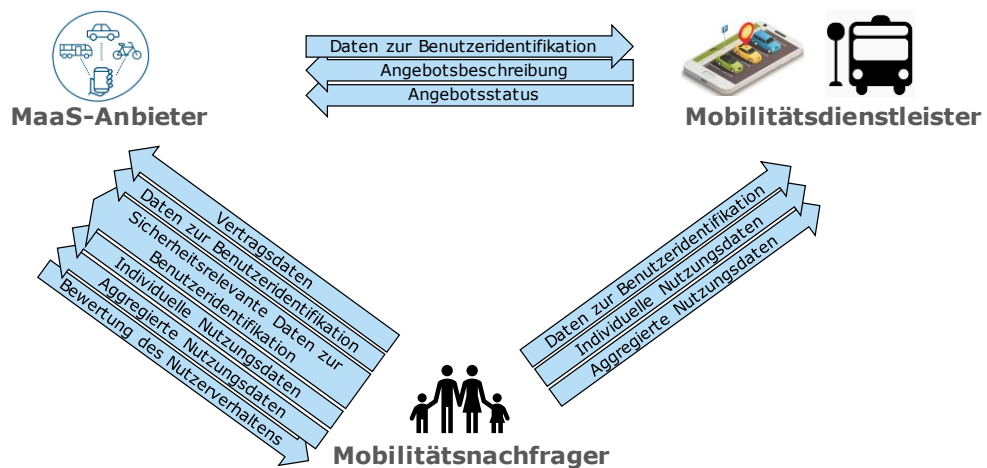 Daten zur Benutzeridentifikation
Angebotsbeschreibung
Angebotsstatus
MaaS-Anbieter
Mobilitätsdienstleister
Vertragsdaten
Daten zur Benutzeridentifikation
Sicherheitsrelevante Daten zur
Benutzeridentifikation
Individuelle Nutzungsdaten
Aggregierte Nutzungsdaten
Bewertung des Nutzerverhaltens
Daten zur Benutzeridentifikation
Individuelle Nutzungsdaten
Aggregierte Nutzungsdaten
Mobilitätsnachfrager